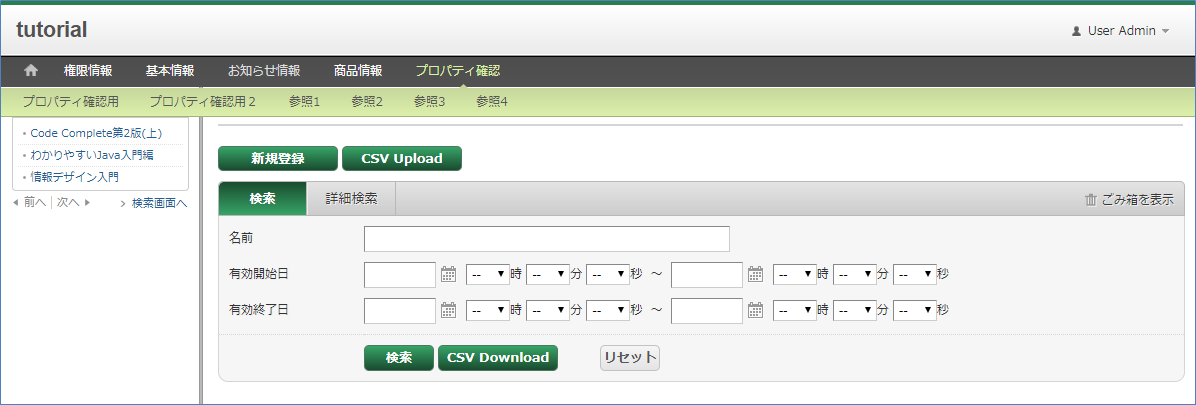 tutorial
User Admin
権限情報 基本情報 お知らせ情報 商品情報 プロパティ確認
プロパティ確認用 プロパティ確認用２ 参照1 参照2 参照3 参照4
Code Complete第2版(上)
わかりやすいJava入門編
情報デザイン入門
前へ 次へ 検索画面へ
新規登録 CSV Upload
検索 詳細検索 ごみ箱を表示
名前
有効開始日 -- 時 -- 分 -- 秒 ～ -- 時 -- 分 -- 秒
有効終了日 -- 時 -- 分 -- 秒 ～ -- 時 -- 分 -- 秒
検索 CSV Download リセット